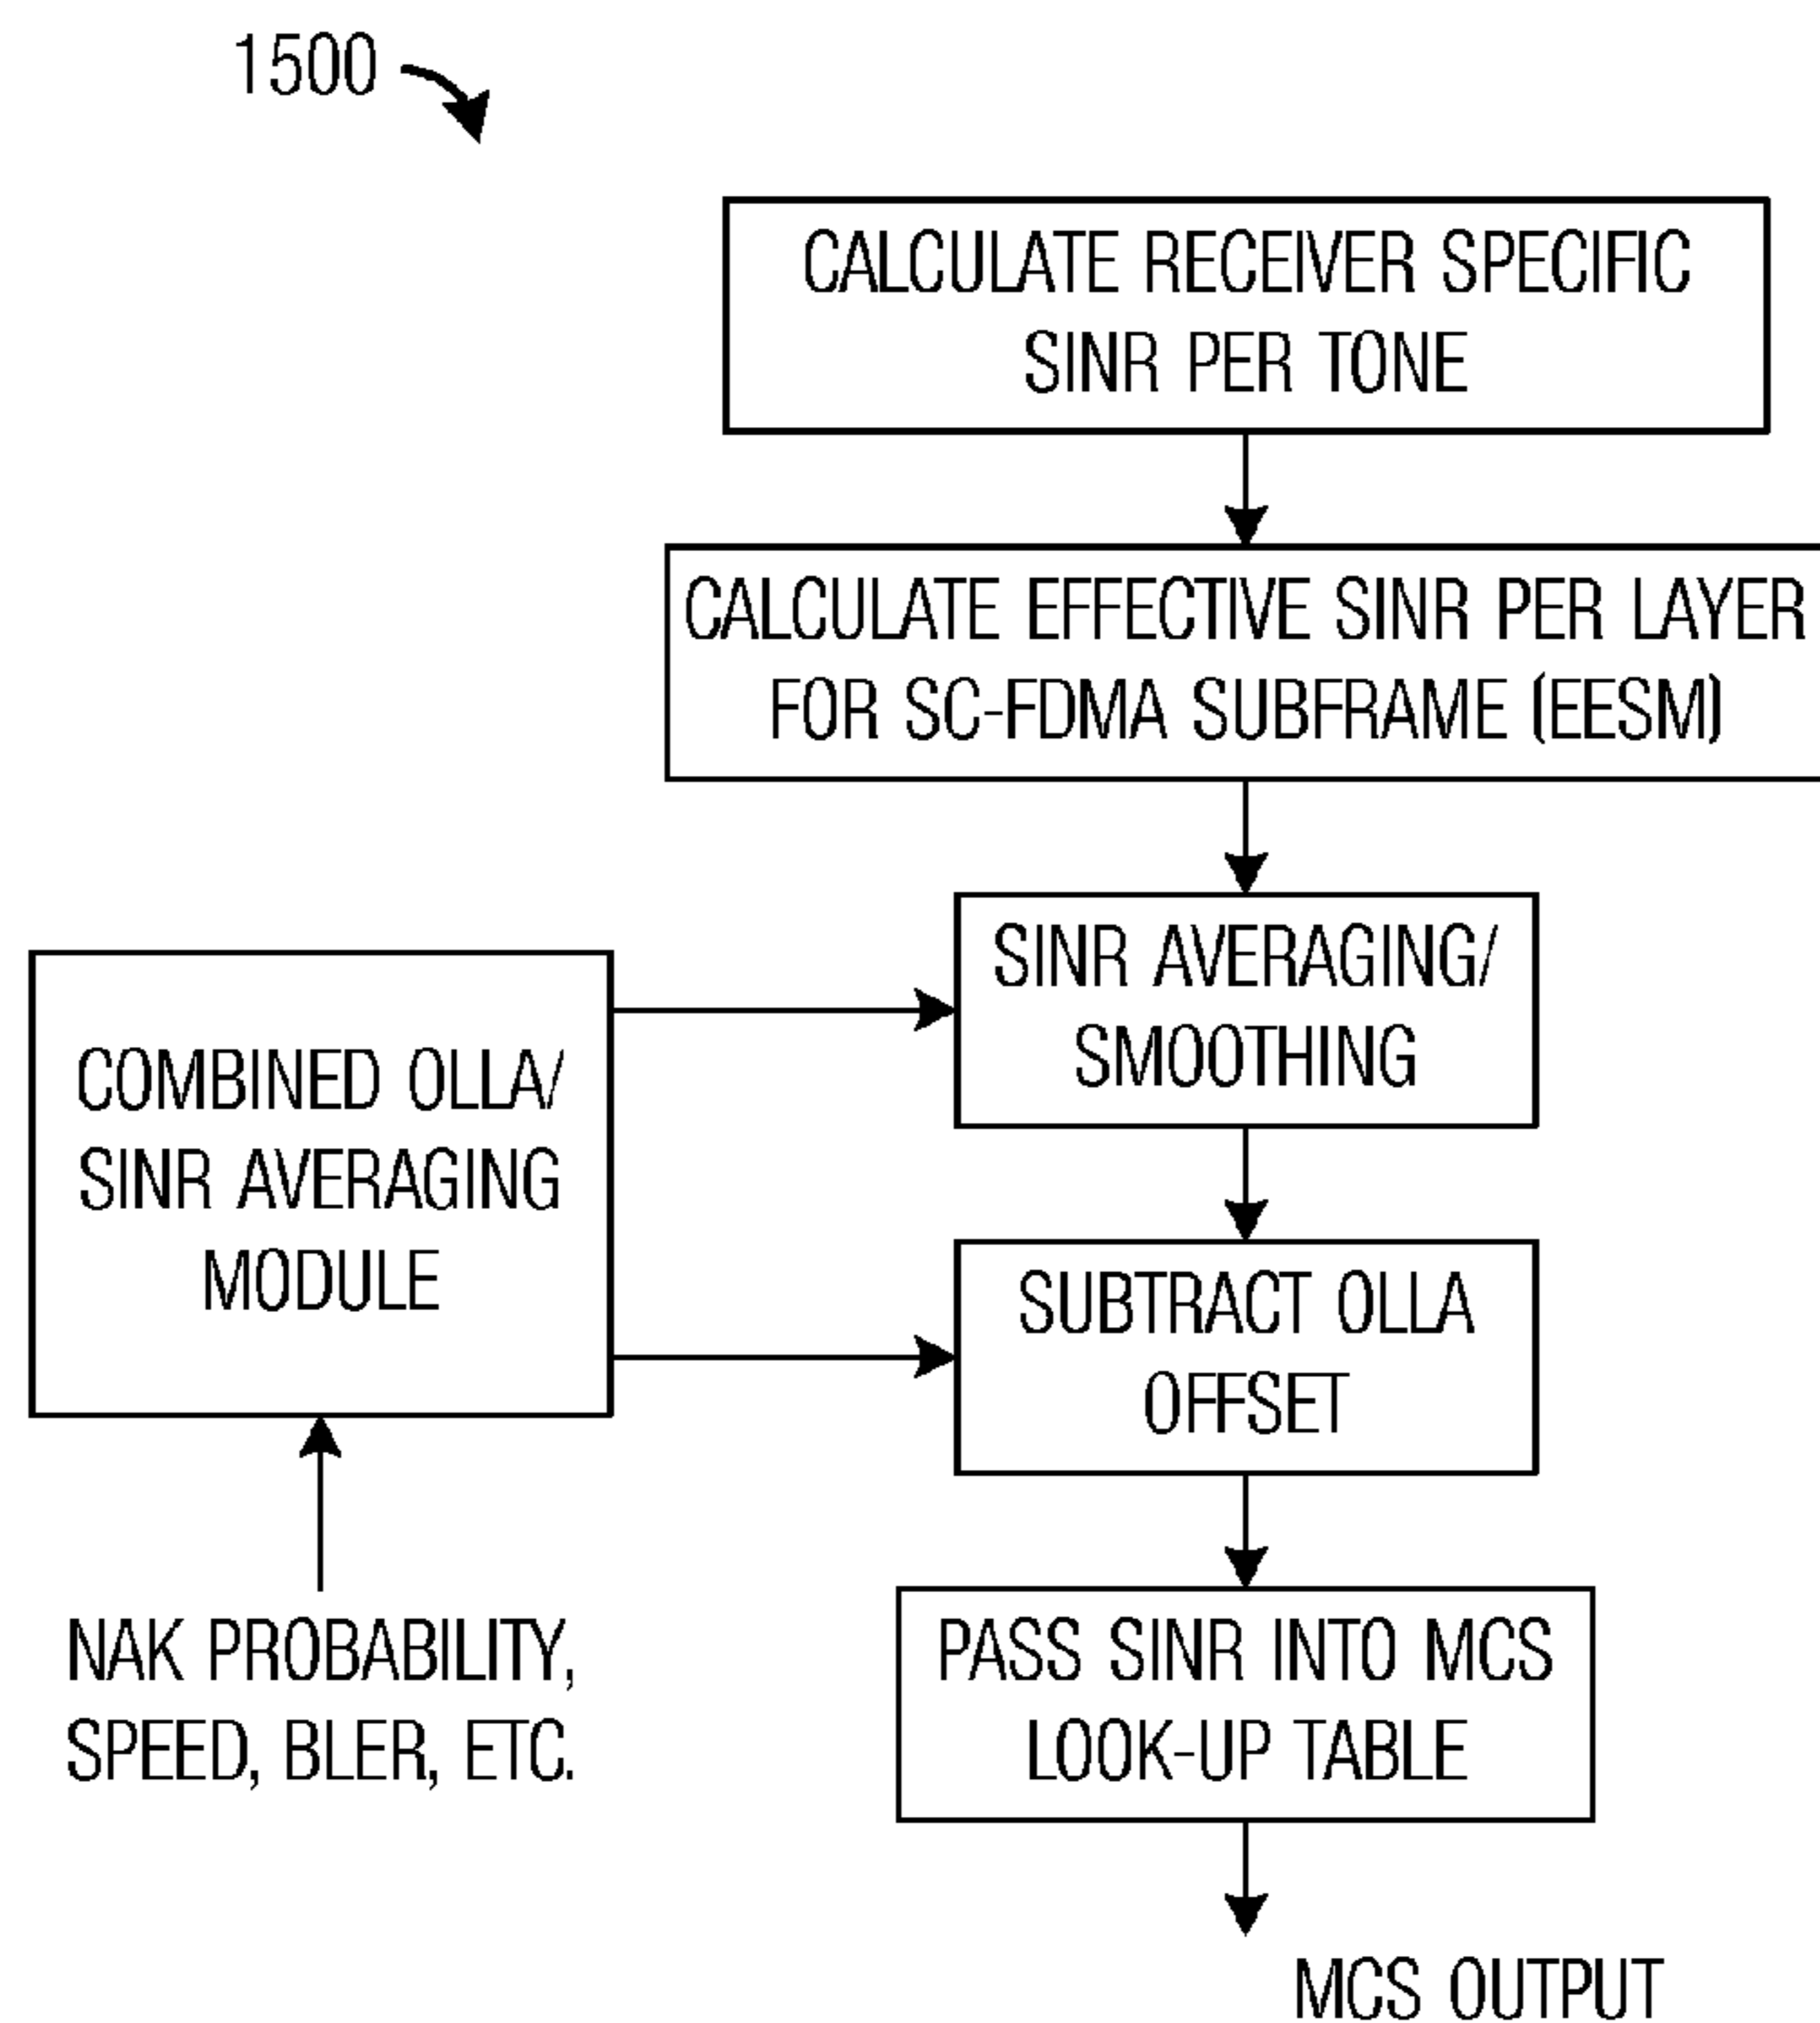 1500
CALCULATE RECEIVER SPECIFIC
SINR PER TONE
CALCULATE EFFECTIVE SINR PER LAYER
FOR SC-FDMA SUBFRAME (EESM)
SINR AVERAGING/
SMOOTHING
COMBINED OLLA/
SINR AVERAGING
MODULE
SUBTRACT OLLA
OFFSET
NAK PROBABILITY,
SPEED, BLER, ETC.
PASS SINR INTO MCS
LOOK-UP TABLE
MCS OUTPUT